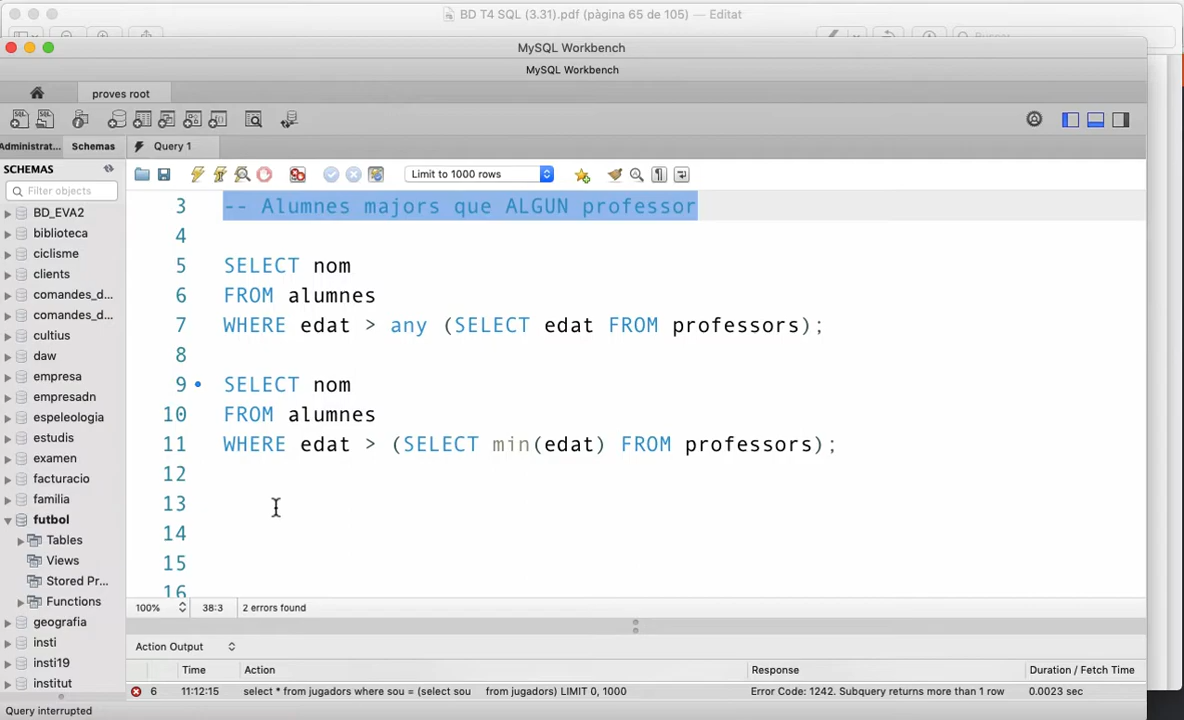 BD T4 SQL (3.31).pdf (pàgina 65 de 105) — Editat
MySQL Workbench
MySQL Workbench
proves root
Administrat... Schemas Query 1
SCHEMAS
Limit to 1000 rows
Filter objects
BD_EVA2
biblioteca
ciclisme
clients
comandes_d...
comandes_d...
cultius
daw
empresa
empresadn
espeleologia
estudis
examen
facturacio
familia
futbol
Tables
Views
Stored Pr...
Functions
geografia
insti
insti19
institut
3 -- Alumnes majors que ALGUN professor
4
5 SELECT nom
6 FROM alumnes
7 WHERE edat > any (SELECT edat FROM professors);
8
9 SELECT nom
10 FROM alumnes
11 WHERE edat > (SELECT min(edat) FROM professors);
12
13
14
15
16
100% 38:3 2 errors found
Action Output
Time Action Response Duration / Fetch Time
6 11:12:15 select * from jugadors where sou = (select sou from jugadors) LIMIT 0, 1000 Error Code: 1242. Subquery returns more than 1 row 0.0023 sec
Query interrupted